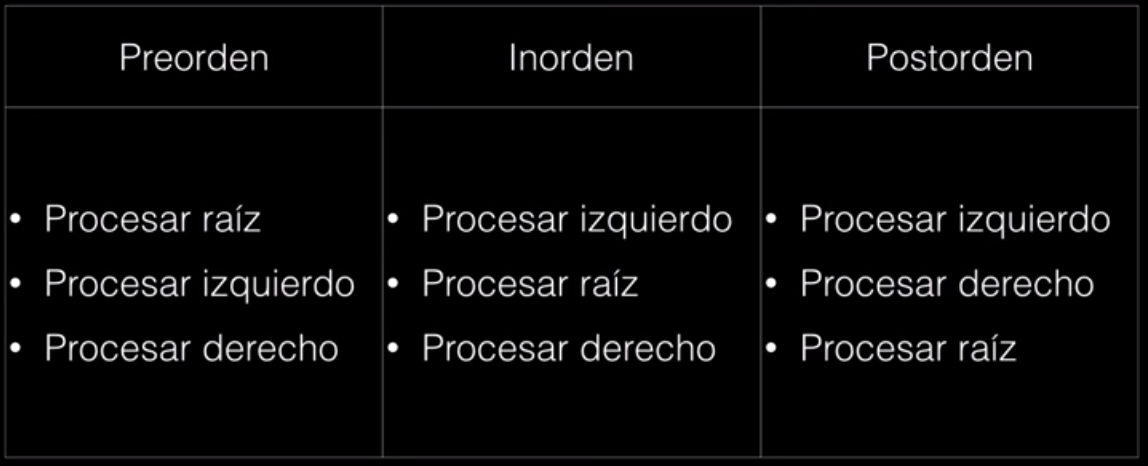 Preorden
Inorden
Postorden
• Procesar raíz
• Procesar izquierdo
• Procesar derecho
• Procesar izquierdo
• Procesar raíz
• Procesar derecho
• Procesar izquierdo
• Procesar derecho
• Procesar raíz